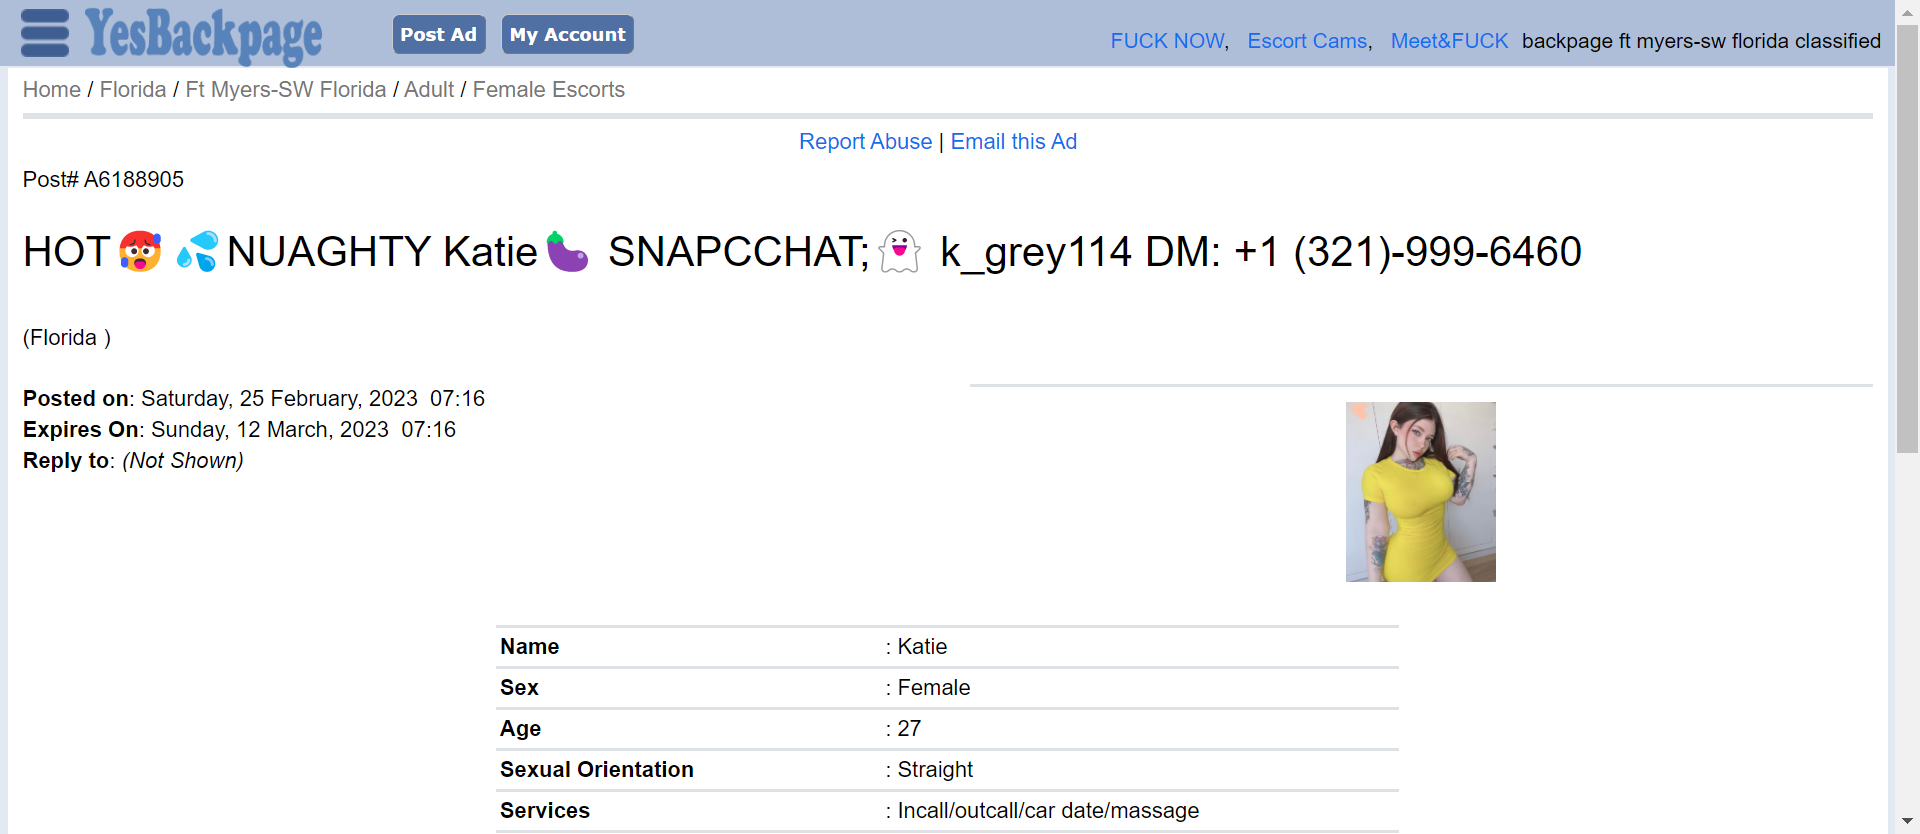 YesBackpage
Post Ad
My Account
FUCK NOW, Escort Cams, Meet&FUCK backpage ft myers-sw florida classified
Home / Florida / Ft Myers-SW Florida / Adult / Female Escorts
Report Abuse | Email this Ad
Post# A6188905
HOT🥵💦NUAGHTY Katie🍆 SNAPCCHAT;👻 k_grey114 DM: +1 (321)-999-6460
(Florida )
Posted on: Saturday, 25 February, 2023 07:16
Expires On: Sunday, 12 March, 2023 07:16
Reply to: (Not Shown)
Name : Katie
Sex : Female
Age : 27
Sexual Orientation : Straight
Services : Incall/outcall/car date/massage